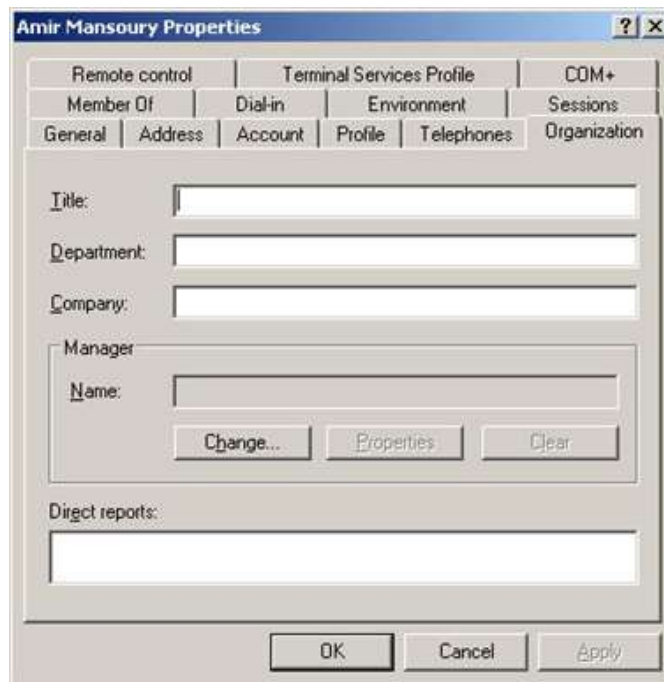 Amir Mansoury Properties
Remote control Terminal Services Profile COM+
Member Of Dial-in Environment Sessions
General Address Account Profile Telephones Organization
Title:
Department:
Company:
Manager
Name:
Change... Properties Clear
Direct reports:
OK Cancel Apply